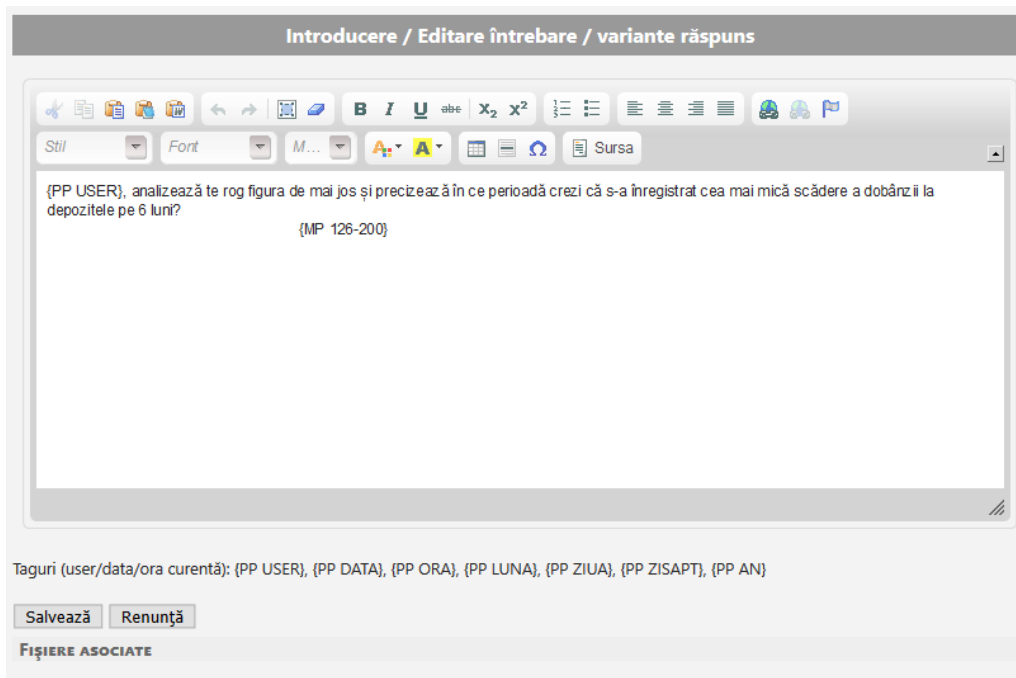 Introducere / Editare întrebare / variante răspuns
B I U abc X₂ X²
Stil Font M... A A Ω Sursa
{PP USER}, analizează te rog figura de mai jos și precizează în ce perioadă crezi că s-a înregistrat cea mai mică scădere a dobânzii la
depozitele pe 6 luni?
{MP 126-200}
Taguri (user/data/ora curentă): {PP USER}, {PP DATA}, {PP ORA}, {PP LUNA}, {PP ZIUA}, {PP ZISAPT}, {PP AN}
Salvează Renunţă
Fişiere asociate